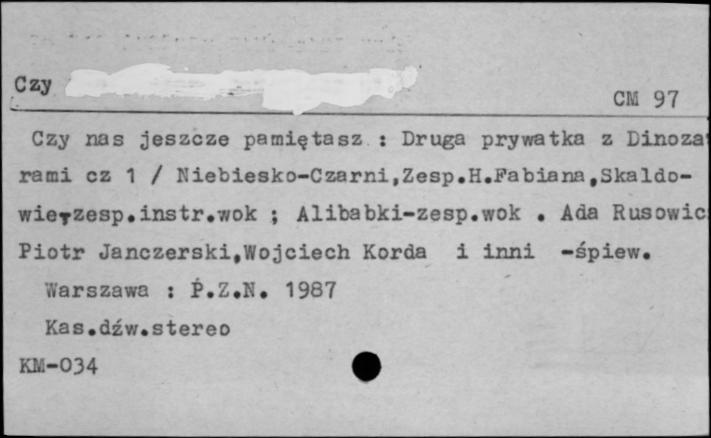 Czy
CM 97
Czy nas jeszcze pamiętasz : Druga prywatka z Dinoza
rami cz 1 / Niebiesko-Czarni,Zesp.H.Fabiana,Skaldo-
wie,zesp.instr.wok ; Alibabki-zesp.wok . Ada Rusowic
Piotr Janczerski,Wojciech Korda i inni -śpiew.
Warszawa : P.Z.N. 1987
Kas.dźw.stereo
KM-034